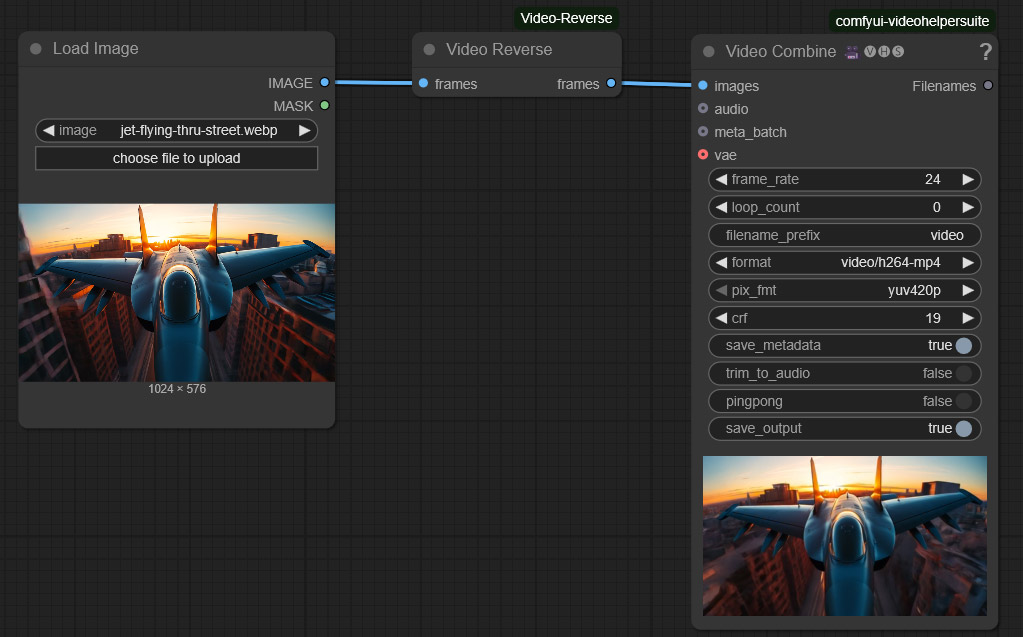 Video-Reverse
comfyui-videohelpersuite
Load Image
IMAGE
MASK
image jet-flying-thru-street.webp
choose file to upload
1024 × 576
Video Reverse
frames frames
Video Combine VHS ?
images Filenames
audio
meta_batch
vae
frame_rate 24
loop_count 0
filename_prefix video
format video/h264-mp4
pix_fmt yuv420p
crf 19
save_metadata true
trim_to_audio false
pingpong false
save_output true